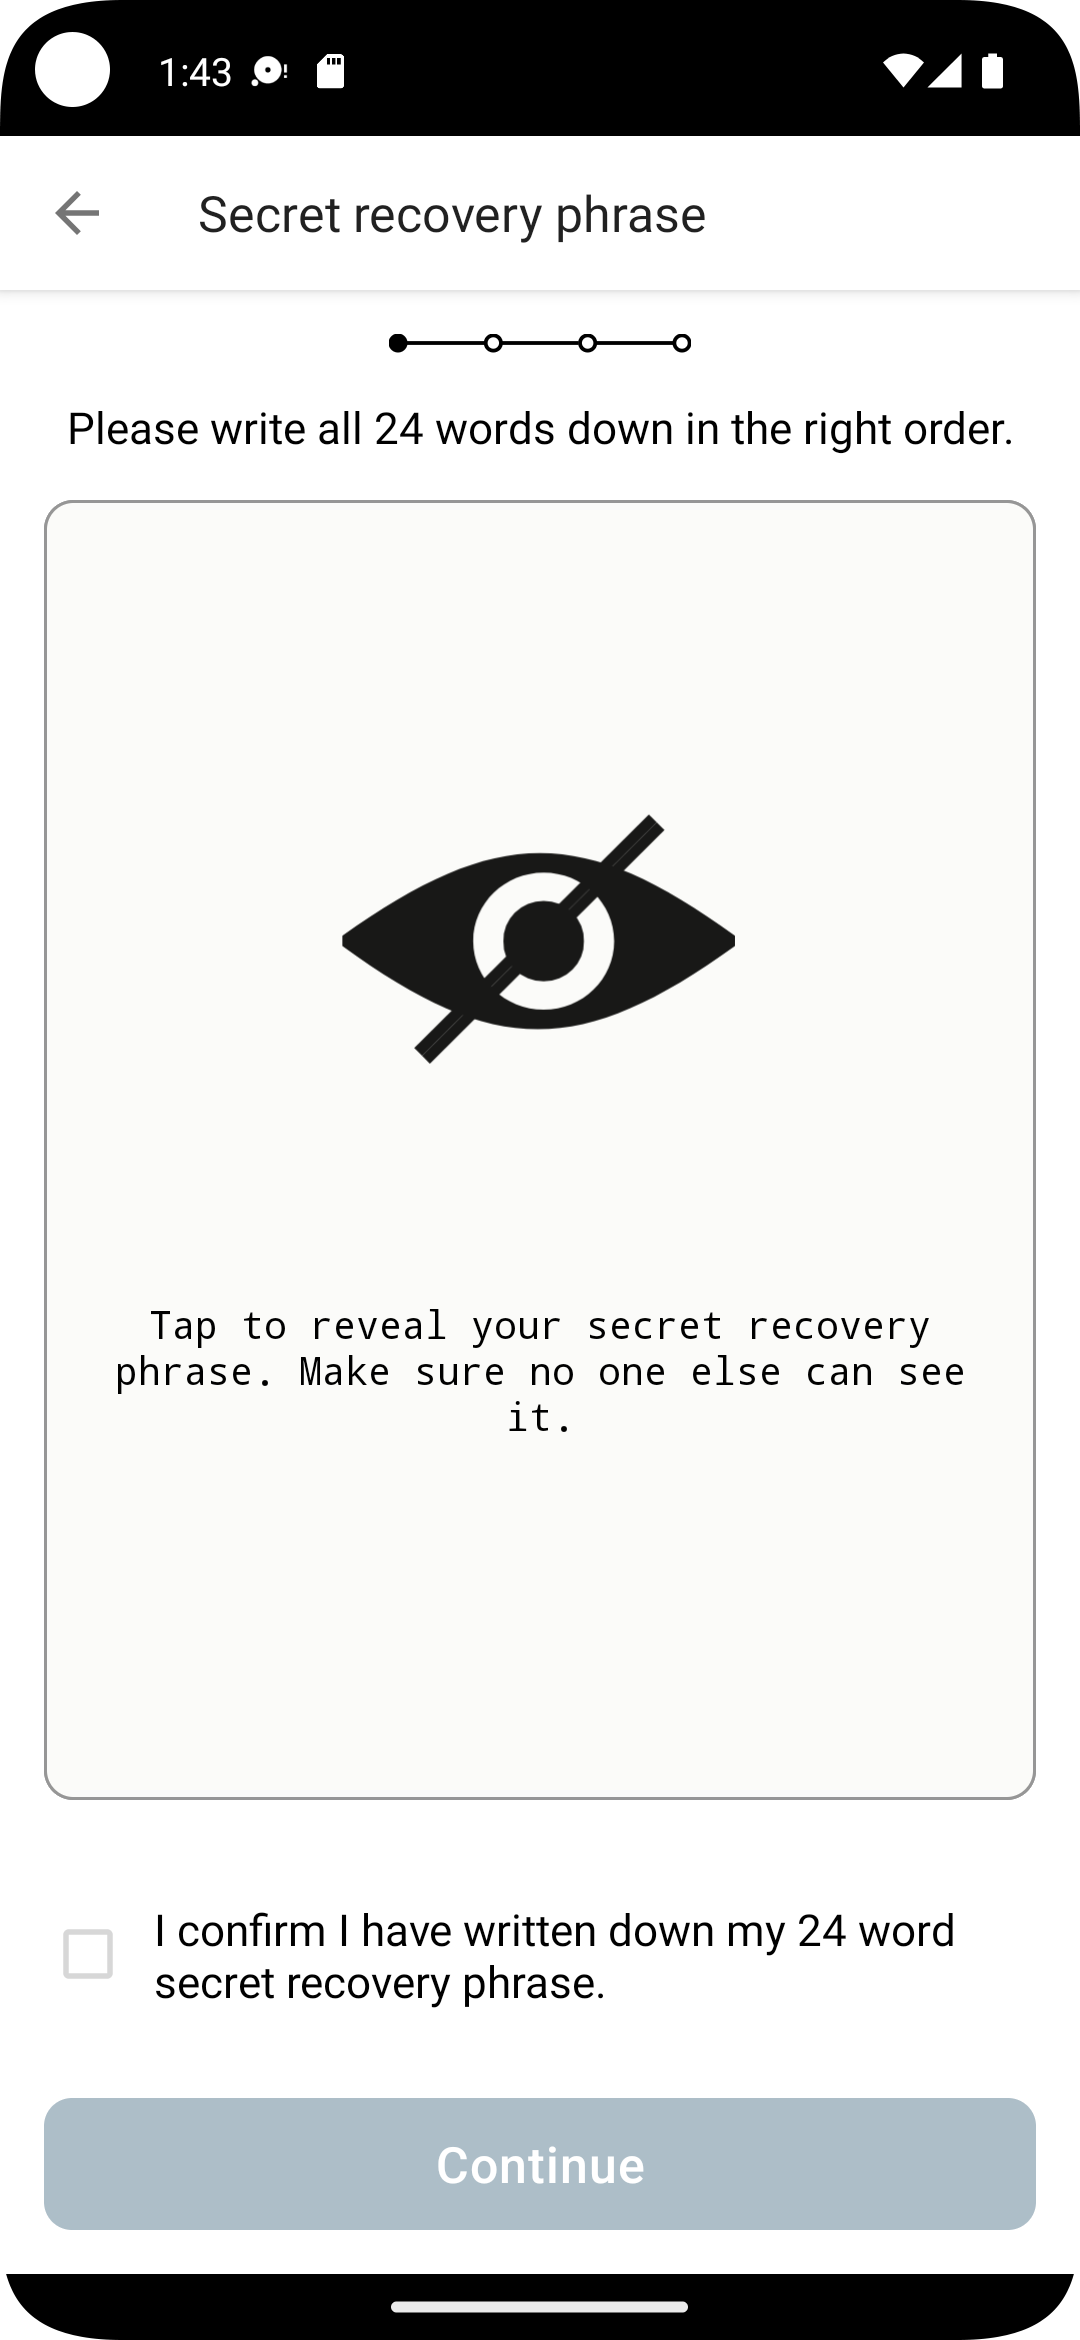 1:43
Secret recovery phrase
Please write all 24 words down in the right order.
Tap to reveal your secret recovery
phrase. Make sure no one else can see
it.
I confirm I have written down my 24 word
secret recovery phrase.
Continue